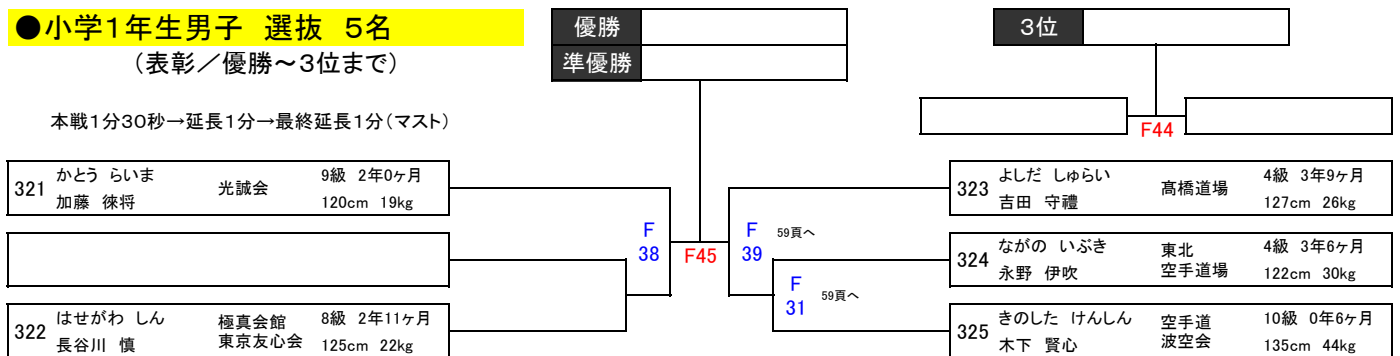 ●小学1年生男子 選抜 5名
(表彰／優勝～3位まで)
本戦1分30秒→延長1分→最終延長1分(マスト)
優勝
準優勝
3位
F44
321 かとう らいま 加藤 徠将 光誠会 9級 2年0ヶ月 120cm 19kg
322 はせがわ しん 長谷川 慎 極真会館 東京友心会 8級 2年11ヶ月 125cm 22kg
F 38
F45
F 39 59頁へ
F 31 59頁へ
323 よしだ しゅらい 吉田 守禮 髙橋道場 4級 3年9ヶ月 127cm 26kg
324 ながの いぶき 永野 伊吹 東北 空手道場 4級 3年6ヶ月 122cm 30kg
325 きのした けんしん 木下 賢心 空手道 波空会 10級 0年6ヶ月 135cm 44kg